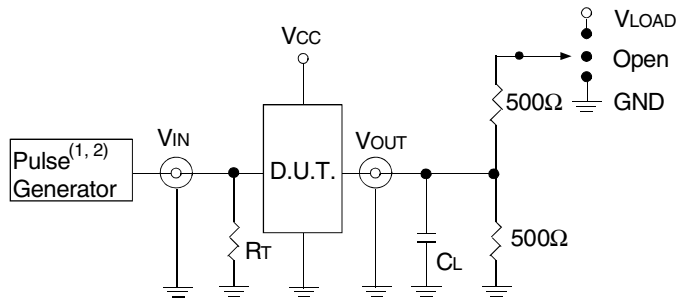 VLOAD
VCC
Open
500Ω
GND
VIN
VOUT
Pulse(1, 2)
Generator
D.U.T.
RT
CL
500Ω